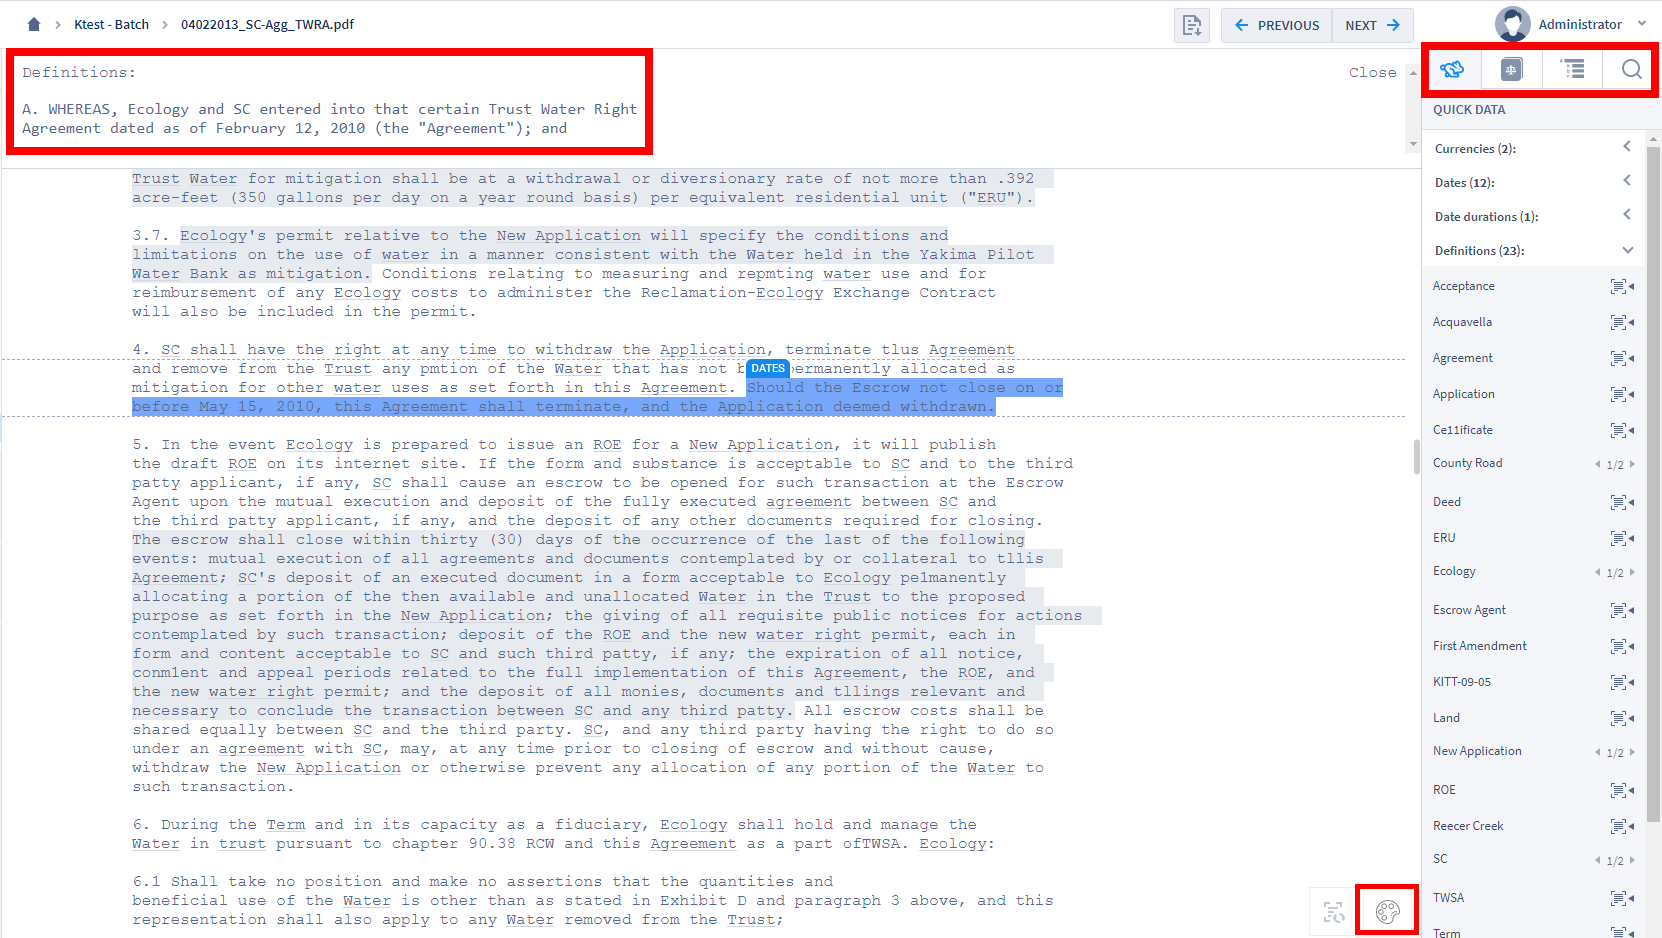 Ktest - Batch
04022013_SC-Agg_TWRA.pdf
PREVIOUS
NEXT
Administrator
Definitions:
Close
A. WHEREAS, Ecology and SC entered into that certain Trust Water Right
Agreement dated as of February 12, 2010 (the "Agreement"); and
Trust Water for mitigation shall be at a withdrawal or diversionary rate of not more than .392
acre-feet (350 gallons per day on a year round basis) per equivalent residential unit ("ERU").
3.7. Ecology's permit relative to the New Application will specify the conditions and
limitations on the use of water in a manner consistent with the Water held in the Yakima Pilot
Water Bank as mitigation. Conditions relating to measuring and repmting water use and for
reimbursement of any Ecology costs to administer the Reclamation-Ecology Exchange Contract
will also be included in the permit.
4. SC shall have the right at any time to withdraw the Application, terminate tlus Agreement
and remove from the Trust any pmtion of the Water that has not b DATES ermanently allocated as
mitigation for other water uses as set forth in this Agreement. Should the Escrow not close on or
before May 15, 2010, this Agreement shall terminate, and the Application deemed withdrawn.
5. In the event Ecology is prepared to issue an ROE for a New Application, it will publish
the draft ROE on its internet site. If the form and substance is acceptable to SC and to the third
patty applicant, if any, SC shall cause an escrow to be opened for such transaction at the Escrow
Agent upon the mutual execution and deposit of the fully executed agreement between SC and
the third patty applicant, if any, and the deposit of any other documents required for closing.
The escrow shall close within thirty (30) days of the occurrence of the last of the following
events: mutual execution of all agreements and documents contemplated by or collateral to tllis
Agreement; SC's deposit of an executed document in a form acceptable to Ecology pe1manently
allocating a portion of the then available and unallocated Water in the Trust to the proposed
purpose as set forth in the New Application; the giving of all requisite public notices for actions
contemplated by such transaction; deposit of the ROE and the new water right permit, each in
form and content acceptable to SC and such third patty, if any; the expiration of all notice,
conm1ent and appeal periods related to the full implementation of this Agreement, the ROE, and
the new water right permit; and the deposit of all monies, documents and tllings relevant and
necessary to conclude the transaction between SC and any third patty. All escrow costs shall be
shared equally between SC and the third party. SC, and any third party having the right to do so
under an agreement with SC, may, at any time prior to closing of escrow and without cause,
withdraw the New Application or otherwise prevent any allocation of any portion of the Water to
such transaction.
6. During the Term and in its capacity as a fiduciary, Ecology shall hold and manage the
Water in trust pursuant to chapter 90.38 RCW and this Agreement as a part ofTWSA. Ecology:
6.1 Shall take no position and make no assertions that the quantities and
beneficial use of the Water is other than as stated in Exhibit D and paragraph 3 above, and this
representation shall also apply to any Water removed from the Trust;
QUICK DATA
Currencies (2):
Dates (12):
Date durations (1):
Definitions (23):
Acceptance
Acquavella
Agreement
Application
Ce11ificate
County Road 1/2
Deed
ERU
Ecology 1/2
Escrow Agent
First Amendment
KITT-09-05
Land
New Application 1/2
ROE
Reecer Creek
SC 1/2
TWSA
Term